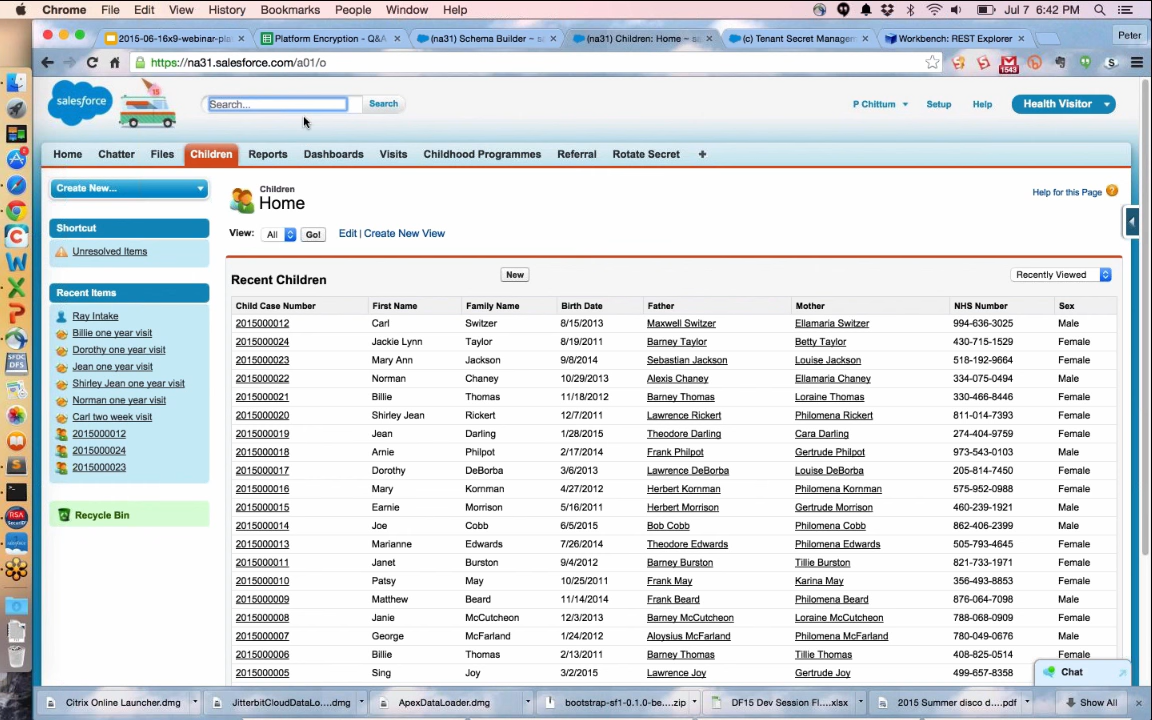 Chrome File Edit View History Bookmarks People Window Help Jul 7 6:42 PM
2015-06-16x9-webinar-pla Platform Encryption - Q&A (na31) Schema Builder ~ sa (na31) Children: Home ~ sa (c) Tenant Secret Managem Workbench: REST Explorer Peter
https://na31.salesforce.com/a01/o 1543
salesforce 15 Search... Search P Chittum Setup Help Health Visitor
Home Chatter Files Children Reports Dashboards Visits Childhood Programmes Referral Rotate Secret +
Create New...
Shortcut
Unresolved Items
Recent Items
Ray Intake
Billie one year visit
Dorothy one year visit
Jean one year visit
Shirley Jean one year visit
Norman one year visit
Carl two week visit
2015000012
2015000024
2015000023
Recycle Bin
Children
Home
Help for this Page ?
View: All Go! Edit | Create New View
Recent Children New Recently Viewed
Child Case Number First Name Family Name Birth Date Father Mother NHS Number Sex
2015000012 Carl Switzer 8/15/2013 Maxwell Switzer Ellamaria Switzer 994-636-3025 Male
2015000024 Jackie Lynn Taylor 8/19/2011 Barney Taylor Betty Taylor 430-715-1529 Female
2015000023 Mary Ann Jackson 9/8/2014 Sebastian Jackson Louise Jackson 518-192-9664 Female
2015000022 Norman Chaney 10/29/2013 Alexis Chaney Ellamaria Chaney 334-075-0494 Male
2015000021 Billie Thomas 11/18/2012 Barney Thomas Loraine Thomas 330-466-8446 Female
2015000020 Shirley Jean Rickert 12/7/2011 Lawrence Rickert Philomena Rickert 811-014-7393 Female
2015000019 Jean Darling 1/28/2015 Theodore Darling Cara Darling 274-404-9759 Female
2015000018 Arnie Philpot 2/17/2014 Frank Philpot Gertrude Philpot 973-543-0103 Male
2015000017 Dorothy DeBorba 3/6/2013 Lawrence DeBorba Louise DeBorba 205-814-7450 Female
2015000016 Mary Kornman 4/27/2012 Herbert Kornman Philomena Kornman 575-952-0988 Female
2015000015 Earnie Morrison 5/16/2011 Herbert Morrison Gertrude Morrison 460-239-1921 Male
2015000014 Joe Cobb 6/5/2015 Bob Cobb Philomena Cobb 862-406-2399 Male
2015000013 Marianne Edwards 7/26/2014 Theodore Edwards Philomena Edwards 505-793-4645 Female
2015000011 Janet Burston 9/4/2012 Barney Burston Tillie Burston 821-733-1971 Female
2015000010 Patsy May 10/25/2011 Frank May Karina May 356-493-8853 Female
2015000009 Matthew Beard 11/14/2014 Frank Beard Philomena Beard 876-064-7098 Male
2015000008 Janie McCutcheon 12/3/2013 Barney McCutcheon Loraine McCutcheon 788-068-0909 Female
2015000007 George McFarland 1/24/2012 Aloysius McFarland Philomena McFarland 780-049-0676 Male
2015000006 Billie Thomas 2/13/2011 Barney Thomas Tillie Thomas 408-825-0514 Female
2015000005 Sing Joy 3/2/2015 Lawrence Joy Gertrude Joy 499-657-8358
Chat
Citrix Online Launcher.dmg JitterbitCloudDataLo....dmg ApexDataLoader.dmg bootstrap-sf1-0.1.0-be....zip DF15 Dev Session Fl....xlsx 2015 Summer disco d....pdf Show All